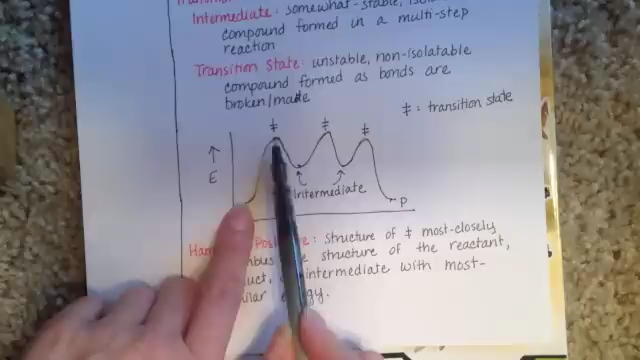 Intermediate: somewhat-stable,
compound formed in a multi-step
reaction
Transition State: unstable, non-isolatable
compound formed as bonds are
broken/made
‡ = transition state
‡ ‡ ‡
↑
E
Intermediate
P
: structure of ‡ most-closely
structure of the reactant,
intermediate with most-